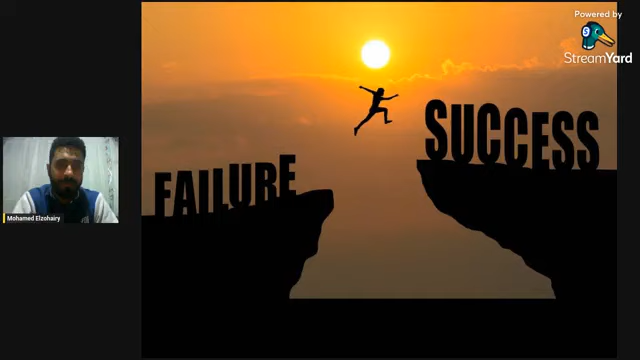 Powered by
StreamYard
SUCCESS
FAILURE
Mohamed Elzohairy